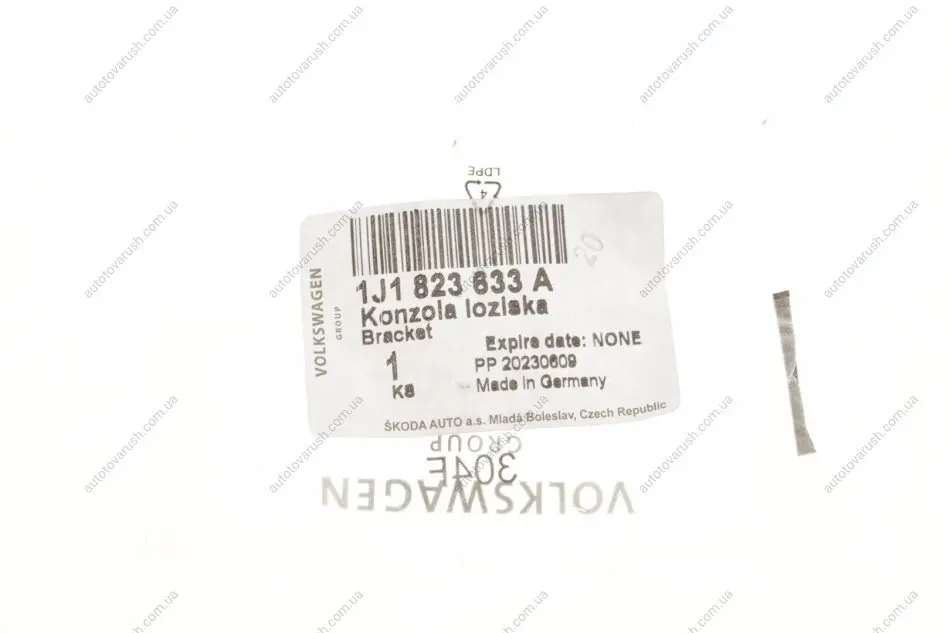 LDPE
4
20
VOLKSWAGEN
GROUP
1J1 823 633 A
Konzola loziska
Bracket
Expire date: NONE
1
PP 20230609
Ks
Made in Germany
ŠKODA AUTO a.s. Mladá Boleslav, Czech Republic
GROUP
304E
VOLKSWAGEN
autotovarush.com.ua